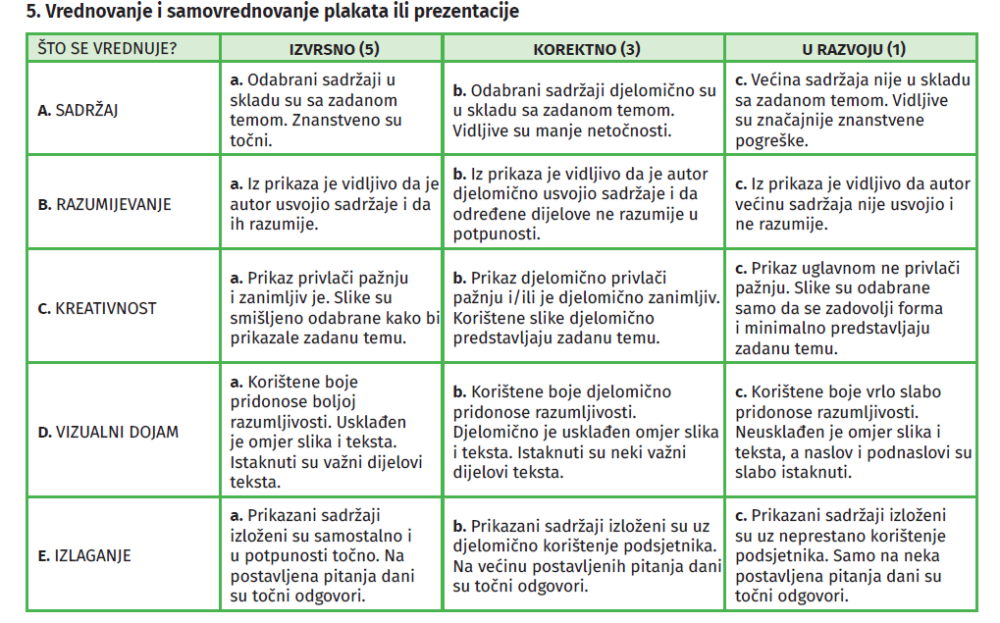 5. Vrednovanje i samovrednovanje plakata ili prezentacije
ŠTO SE VREDNUJE?
IZVRSNO (5)
KOREKTNO (3)
U RAZVOJU (1)
A. SADRŽAJ
a. Odabrani sadržaji u
skladu su sa zadanom
temom. Znanstveno su
točni.
b. Odabrani sadržaji djelomično su
u skladu sa zadanom temom.
Vidljive su manje netočnosti.
c. Većina sadržaja nije u skladu
sa zadanom temom. Vidljive
su značajnije znanstvene
pogreške.
B. RAZUMIJEVANJE
a. Iz prikaza je vidljivo da je
autor usvojio sadržaje i da
ih razumije.
b. Iz prikaza je vidljivo da je autor
djelomično usvojio sadržaje i da
određene dijelove ne razumije u
potpunosti.
c. Iz prikaza je vidljivo da autor
većinu sadržaja nije usvojio i
ne razumije.
C. KREATIVNOST
a. Prikaz privlači pažnju
i zanimljiv je. Slike su
smišljeno odabrane kako bi
prikazale zadanu temu.
b. Prikaz djelomično privlači
pažnju i/ili je djelomično zanimljiv.
Korištene slike djelomično
predstavljaju zadanu temu.
c. Prikaz uglavnom ne privlači
pažnju. Slike su odabrane
samo da se zadovolji forma
i minimalno predstavljaju
zadanu temu.
D. VIZUALNI DOJAM
a. Korištene boje
pridonose boljoj
razumljivosti. Usklađen
je omjer slika i teksta.
Istaknuti su važni dijelovi
teksta.
b. Korištene boje djelomično
pridonose razumljivosti.
Djelomično je usklađen omjer slika
i teksta. Istaknuti su neki važni
dijelovi teksta.
c. Korištene boje vrlo slabo
pridonose razumljivosti.
Neusklađen je omjer slika i
teksta, a naslov i podnaslovi su
slabo istaknuti.
E. IZLAGANJE
a. Prikazani sadržaji
izloženi su samostalno i
u potpunosti točno. Na
postavljena pitanja dani
su točni odgovori.
b. Prikazani sadržaji izloženi su uz
djelomično korištenje podsjetnika.
Na većinu postavljenih pitanja dani
su točni odgovori.
c. Prikazani sadržaji izloženi
su uz neprestano korištenje
podsjetnika. Samo na neka
postavljena pitanja dani su
točni odgovori.